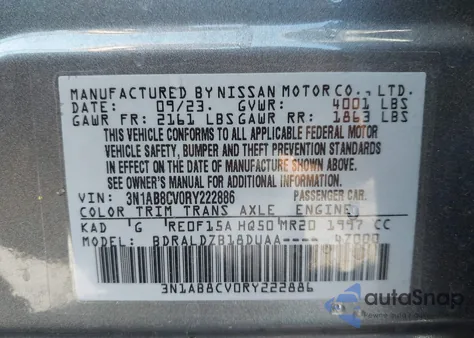 MANUFACTURED BY NISSAN MOTOR CO., LTD.
DATE: 09/23. GVWR: 4001 LBS
GAWR FR: 2161 LBS GAWR RR: 1863 LBS
THIS VEHICLE CONFORMS TO ALL APPLICABLE FEDERAL MOTOR
VEHICLE SAFETY, BUMPER AND THEFT PREVENTION STANDARDS
IN EFFECT ON THE DATE OF MANUFACTURE SHOWN ABOVE.
SEE OWNER'S MANUAL FOR ADDITIONAL INFORMATION.
VIN: 3N1AB8CV0RY222886 PASSENGER CAR.
COLOR TRIM TRANS AXLE ENGINE
KAD G RE0F15A HQ50 MR20 1997 CC
MODEL: BDRALDZB18DUAA---- 4Z000
3N1AB8CV0RY222886
autoSnap